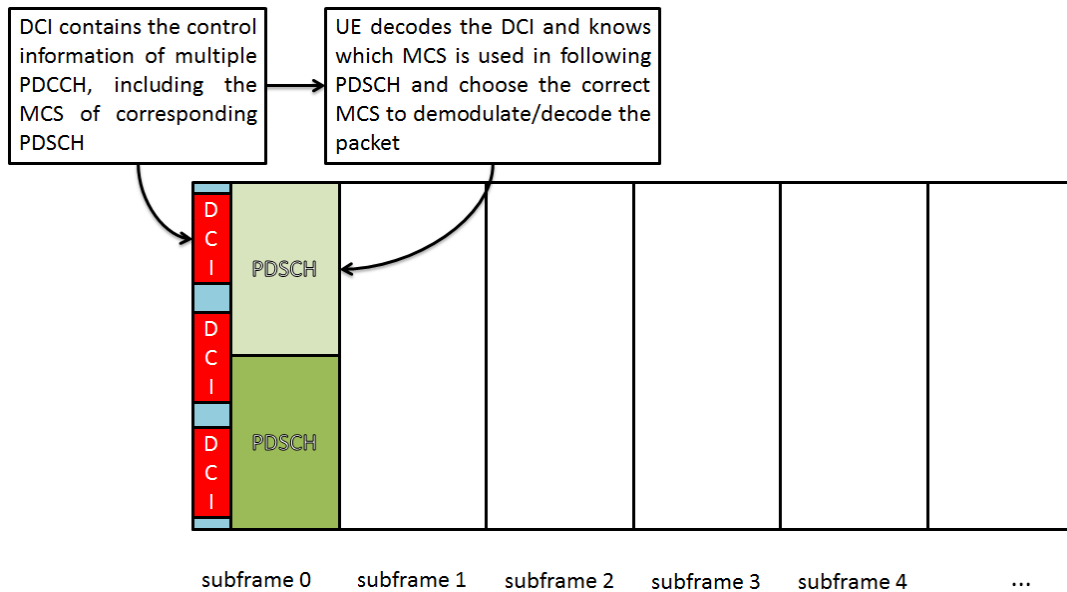 DCI contains the control
information of multiple
PDCCH, including the
MCS of corresponding
PDSCH
UE decodes the DCI and knows
which MCS is used in following
PDSCH and choose the correct
MCS to demodulate/decode the
packet
D
C
I
PDSCH
D
C
I
PDSCH
D
C
I
subframe 0
subframe 1
subframe 2
subframe 3
subframe 4
...